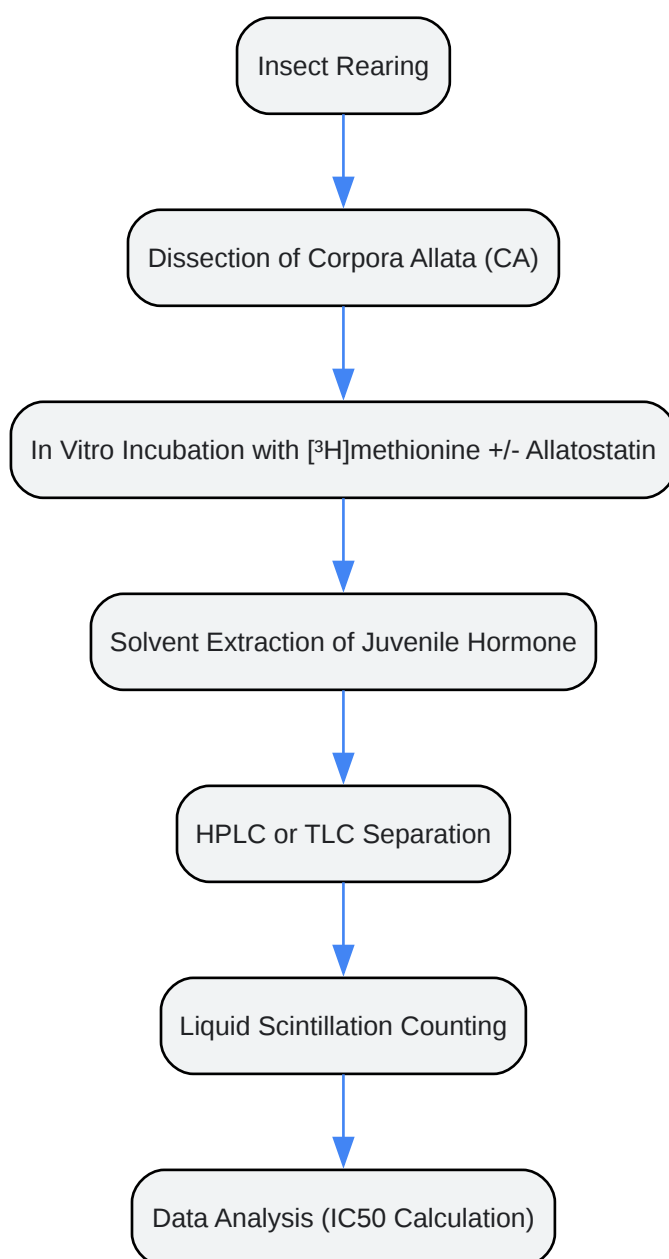 Insect Rearing
Dissection of Corpora Allata (CA)
In Vitro Incubation with [³H]methionine +/- Allatostatin
Solvent Extraction of Juvenile Hormone
HPLC or TLC Separation
Liquid Scintillation Counting
Data Analysis (IC50 Calculation)